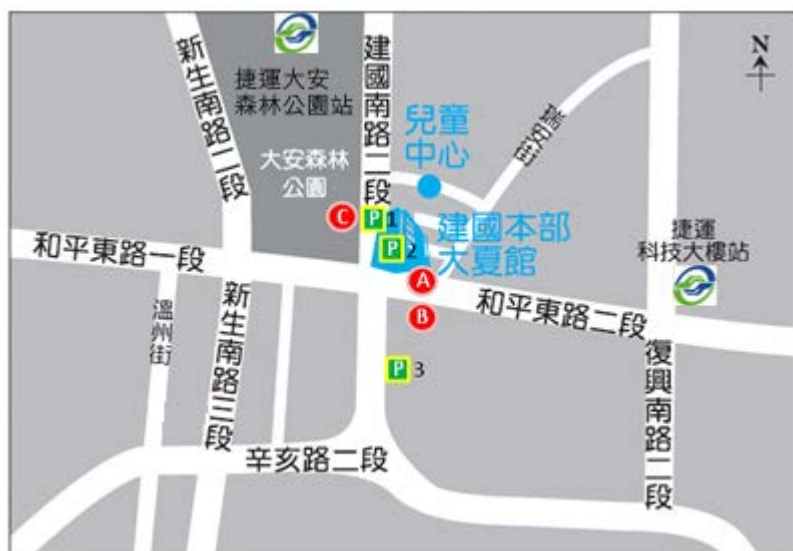 新生南路二段
捷運大安
森林公園站
建國南路二段
N
大安森林
公園
兒童
中心
瑞安街
C
P 1
P 2
建國本部
大夏館
捷運
科技大樓站
和平東路一段
A
B
和平東路二段
溫州街
新生南路三段
P 3
復興南路二段
辛亥路二段